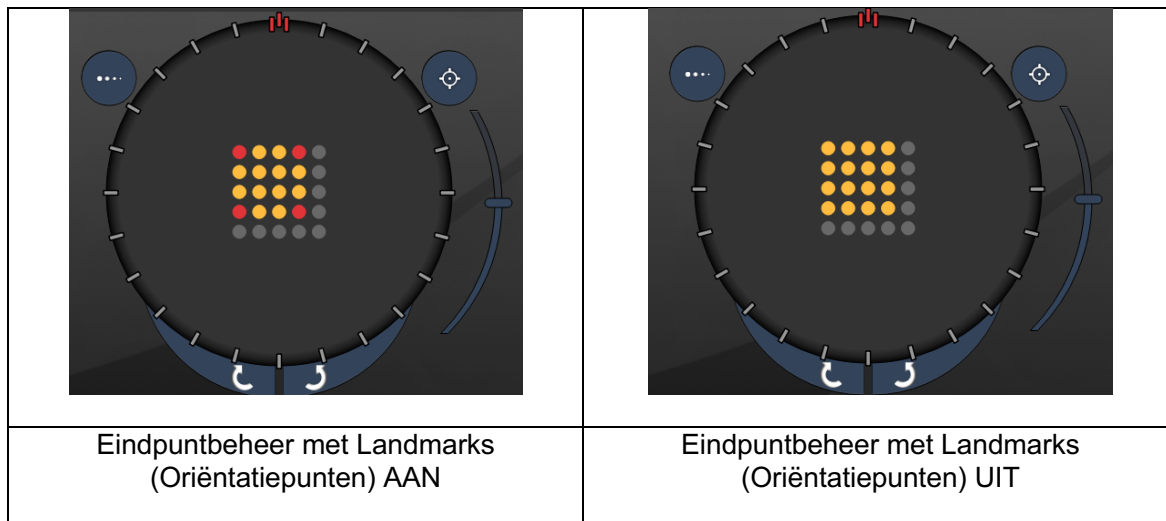 Eindpuntbeheer met Landmarks
(Oriëntatiepunten) AAN
Eindpuntbeheer met Landmarks
(Oriëntatiepunten) UIT